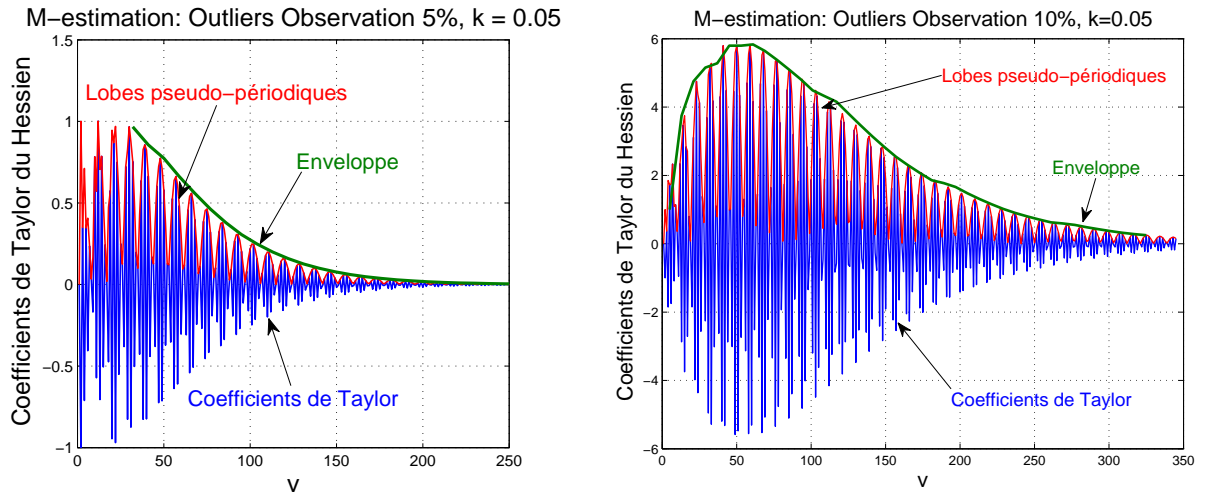 M−estimation: Outliers Observation 5%, k = 0.05
Coefficients de Taylor du Hessien
1.5
1
0.5
0
−0.5
−1
0
50
100
150
200
250
v
Lobes pseudo−périodiques
Enveloppe
Coefficients de Taylor
M−estimation: Outliers Observation 10%, k=0.05
Coefficients de Taylor du Hessien
6
4
2
0
−2
−4
−6
0
50
100
150
200
250
300
350
v
Lobes pseudo−périodiques
Enveloppe
Coefficients de Taylor